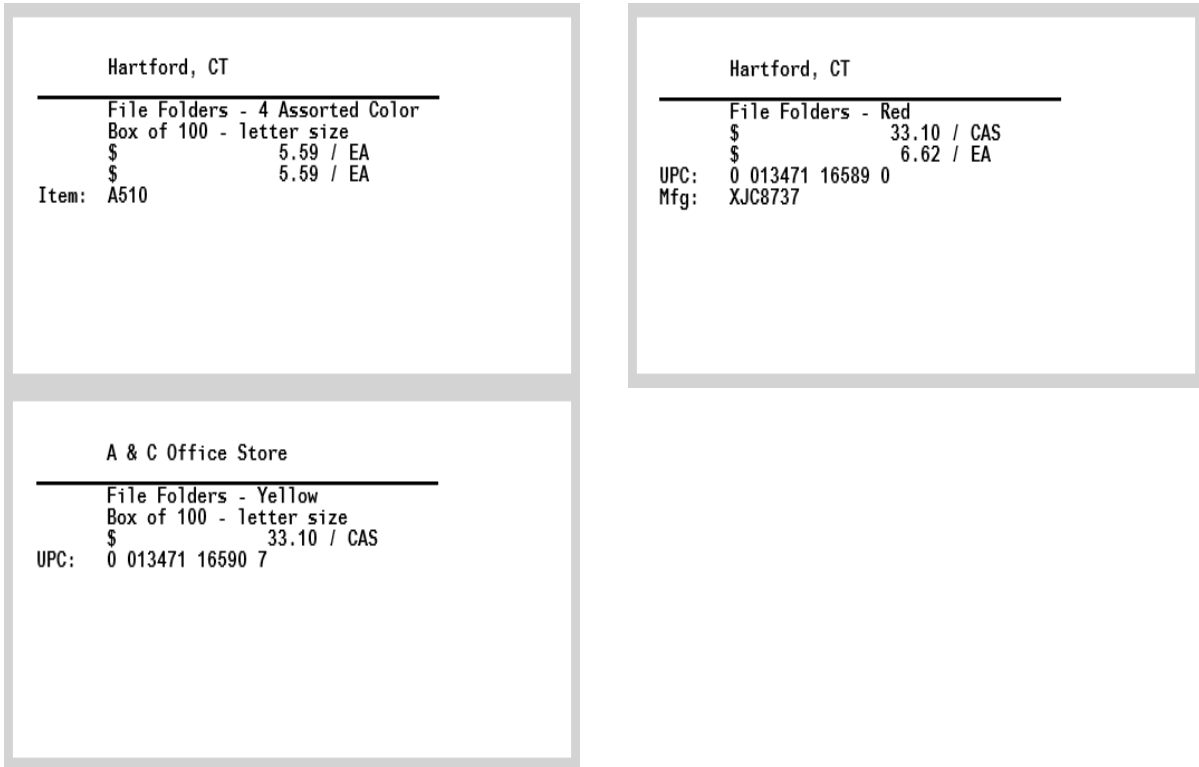 Hartford, CT
File Folders - 4 Assorted Color
Box of 100 - letter size
$ 5.59 / EA
$ 5.59 / EA
Item: A510
Hartford, CT
File Folders - Red
$ 33.10 / CAS
$ 6.62 / EA
UPC: 0 013471 16589 0
Mfg: XJC8737
A & C Office Store
File Folders - Yellow
Box of 100 - letter size
$ 33.10 / CAS
UPC: 0 013471 16590 7